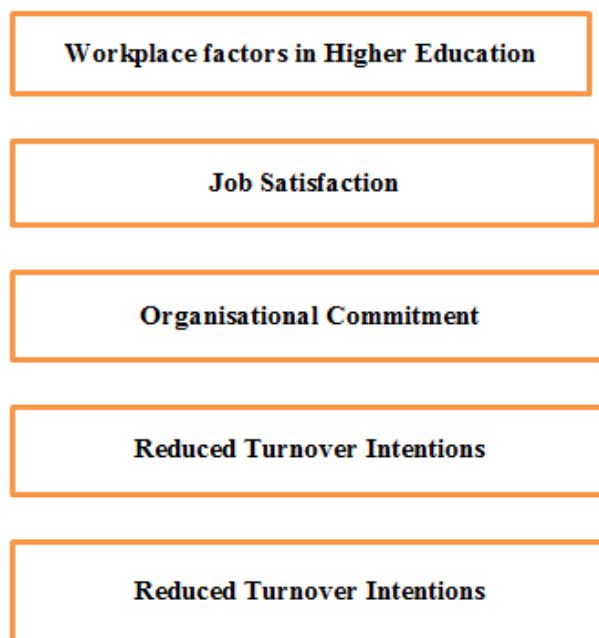 Workplace factors in Higher Education
Job Satisfaction
Organisational Commitment
Reduced Turnover Intentions
Reduced Turnover Intentions